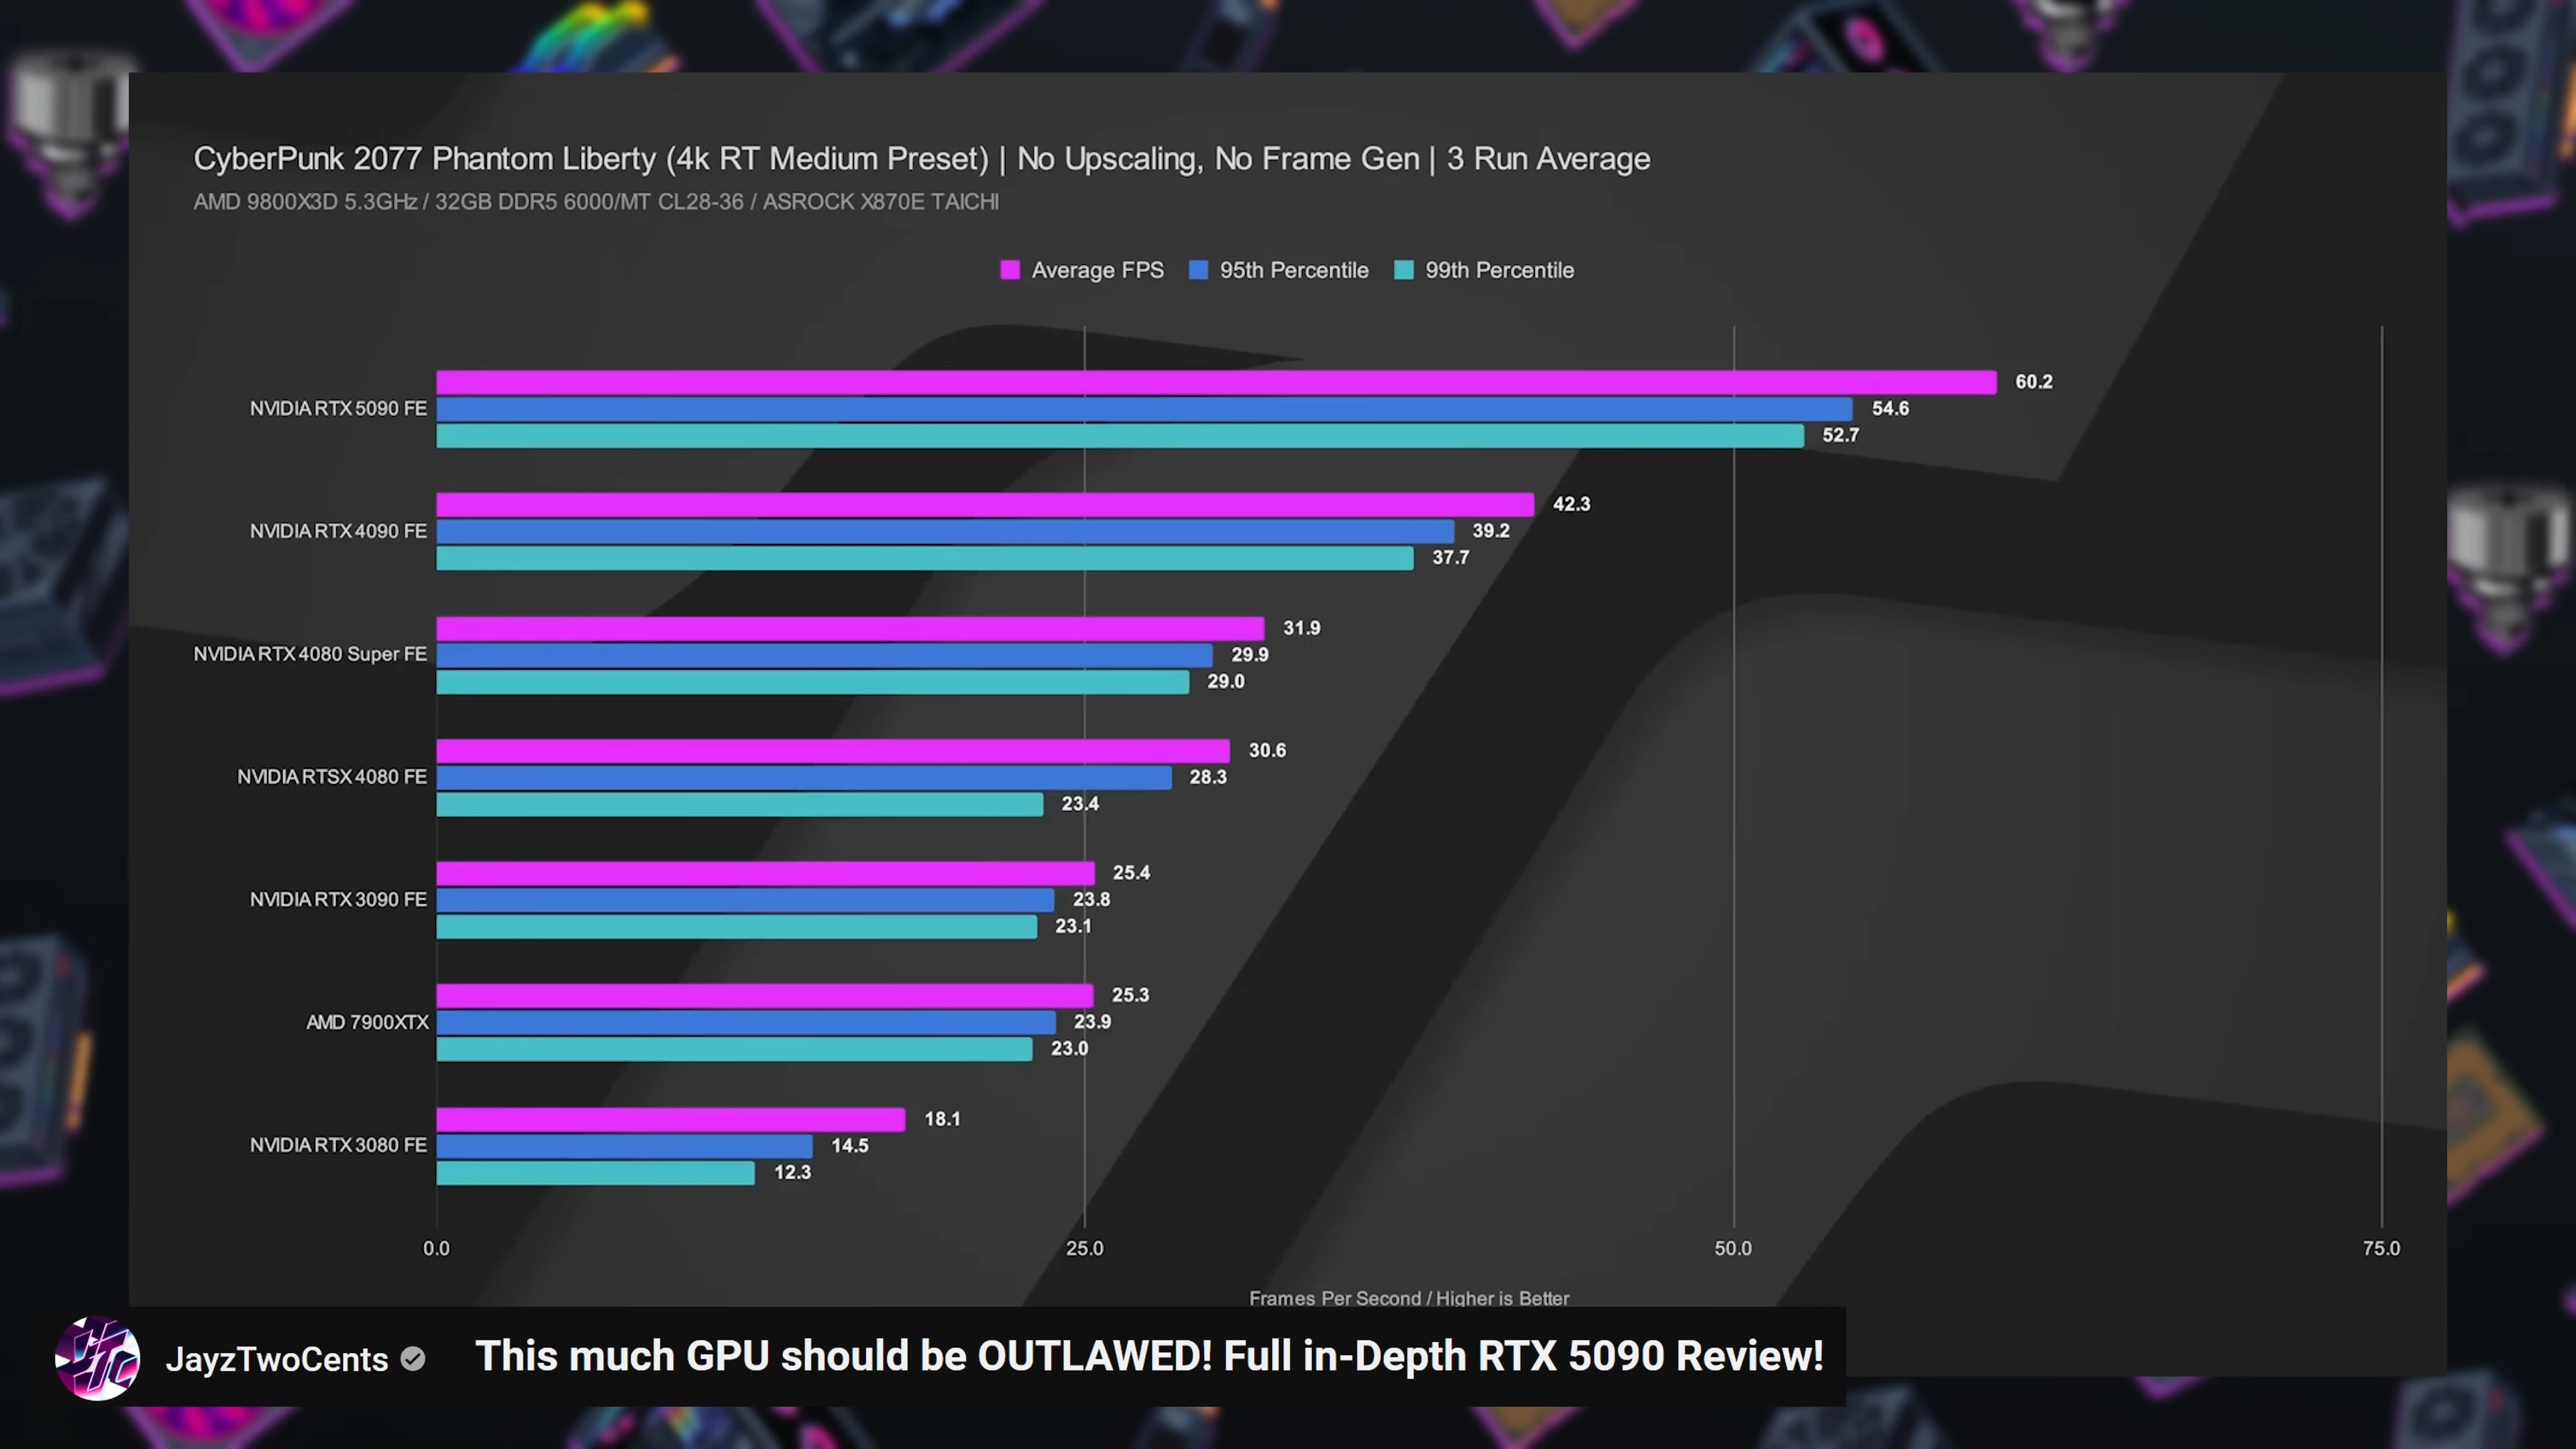 CyberPunk 2077 Phantom Liberty (4k RT Medium Preset) | No Upscaling, No Frame Gen | 3 Run Average
AMD 9800X3D 5.3GHz / 32GB DDR5 6000/MT CL28-36 / ASROCK X870E TAICHI
Average FPS 95th Percentile 99th Percentile
60.2
NVIDIA RTX 5090 FE 54.6
52.7
42.3
NVIDIA RTX 4090 FE 39.2
37.7
31.9
NVIDIA RTX 4080 Super FE 29.9
29.0
30.6
NVIDIA RTSX 4080 FE 28.3
23.4
25.4
NVIDIA RTX 3090 FE 23.8
23.1
25.3
AMD 7900XTX 23.9
23.0
18.1
NVIDIA RTX 3080 FE 14.5
12.3
0.0 25.0 50.0 75.0
Frames Per Second / Higher is Better
JayzTwoCents This much GPU should be OUTLAWED! Full in-Depth RTX 5090 Review!